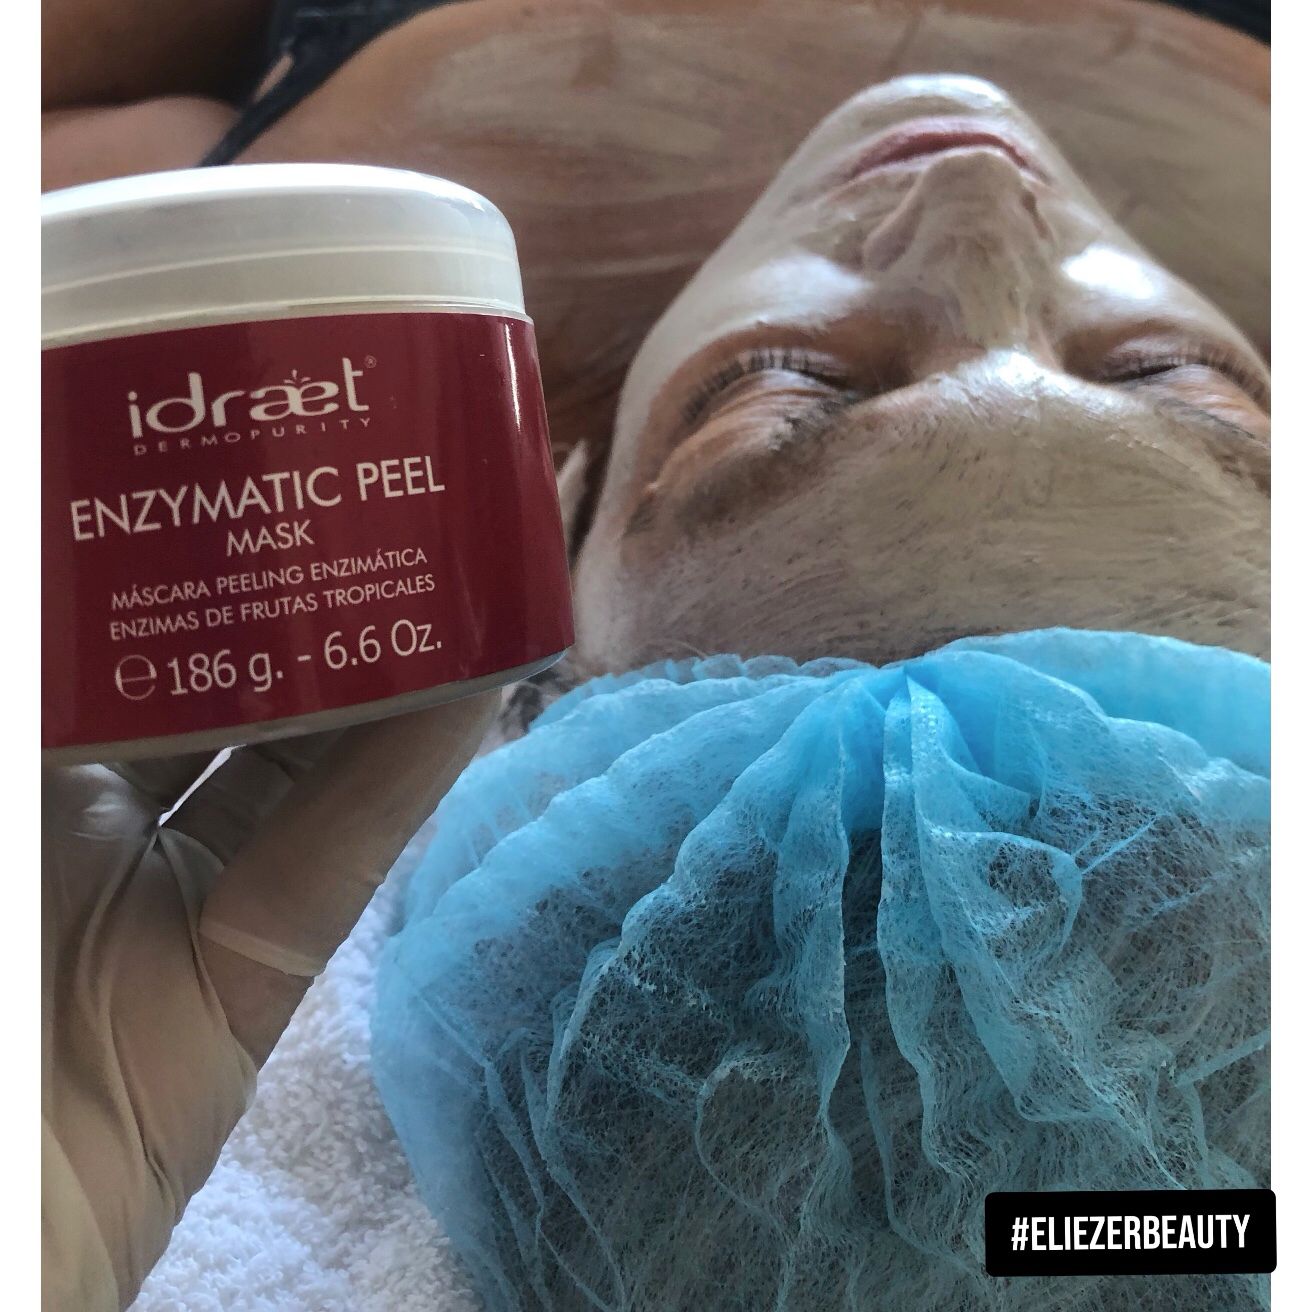 idraet®
DERMOPURITY
ENZYMATIC PEEL
MASK
MÁSCARA PEELING ENZIMÁTICA
ENZIMAS DE FRUTAS TROPICALES
℮ 186 g. - 6.6 Oz.
#ELIEZERBEAUTY